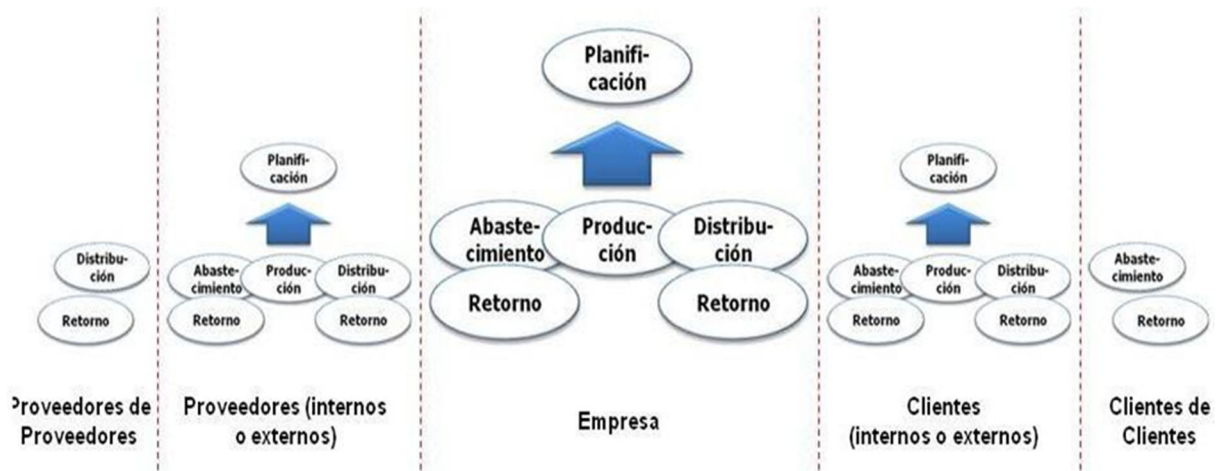 Distribu-
ción
Retorno
Proveedores de
Proveedores
Planifi-
cación
Abaste-
cimiento
Produc-
ción
Distribu-
ción
Retorno
Retorno
Proveedores (internos
o externos)
Planifi-
cación
Abaste-
cimiento
Produc-
ción
Distribu-
ción
Retorno
Retorno
Empresa
Planifi-
cación
Abaste-
cimiento
Produc-
ción
Distribu-
ción
Retorno
Retorno
Clientes
(internos o externos)
Abaste-
cimiento
Retorno
Clientes de
Clientes